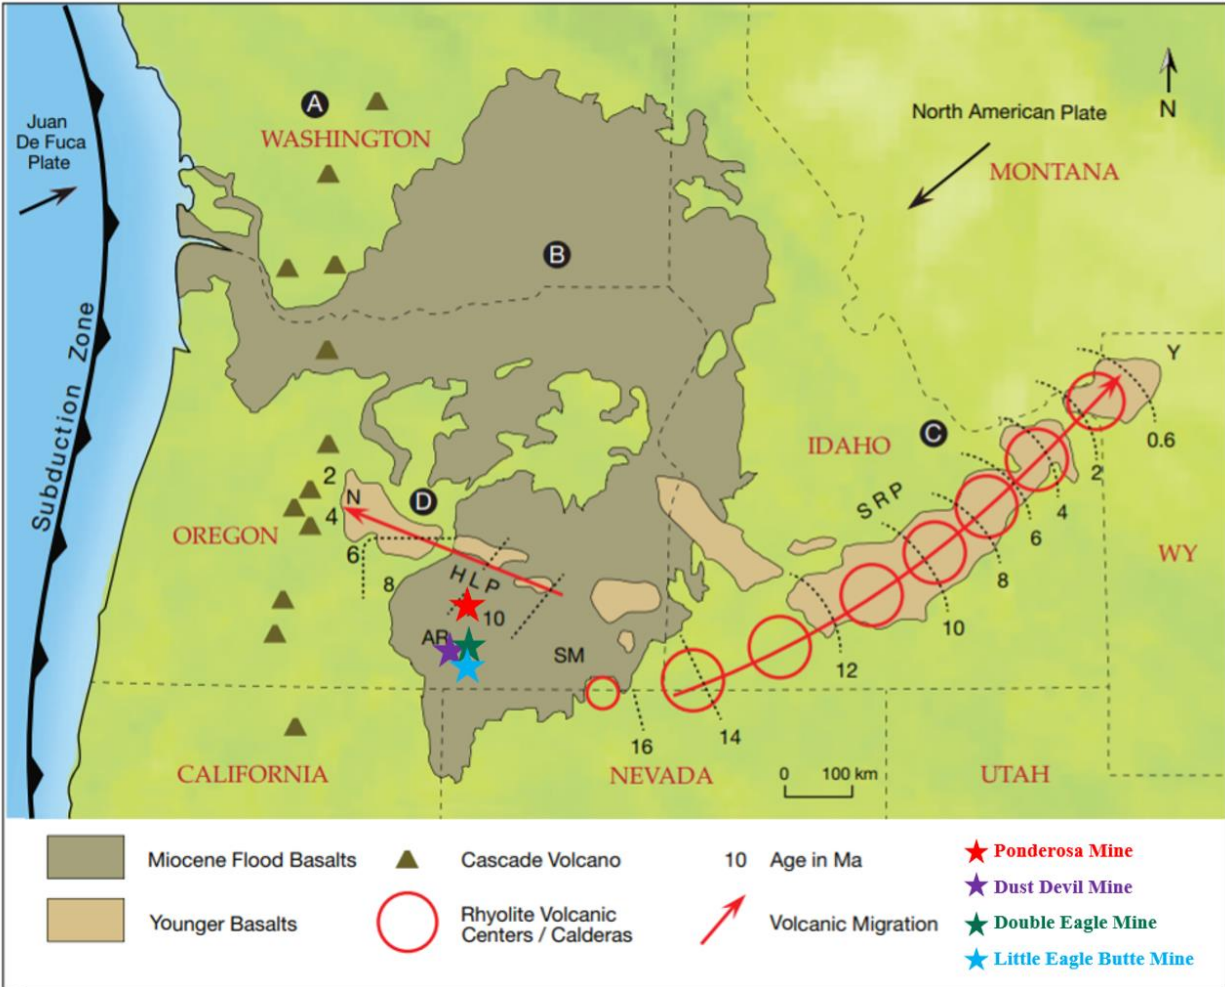 A
WASHINGTON
Juan
De Fuca
Plate
North American Plate
N
MONTANA
B
Subduction Zone
Y
0.6
IDAHO
C
2
4
6
8
10
12
14
16
SRP
WY
2
4
6
8
10
N
D
OREGON
HLP
AR
SM
CALIFORNIA
NEVADA
0 100 km
UTAH
Miocene Flood Basalts
Cascade Volcano
10 Age in Ma
Younger Basalts
Rhyolite Volcanic
Centers / Calderas
Volcanic Migration
Ponderosa Mine
Dust Devil Mine
Double Eagle Mine
Little Eagle Butte Mine